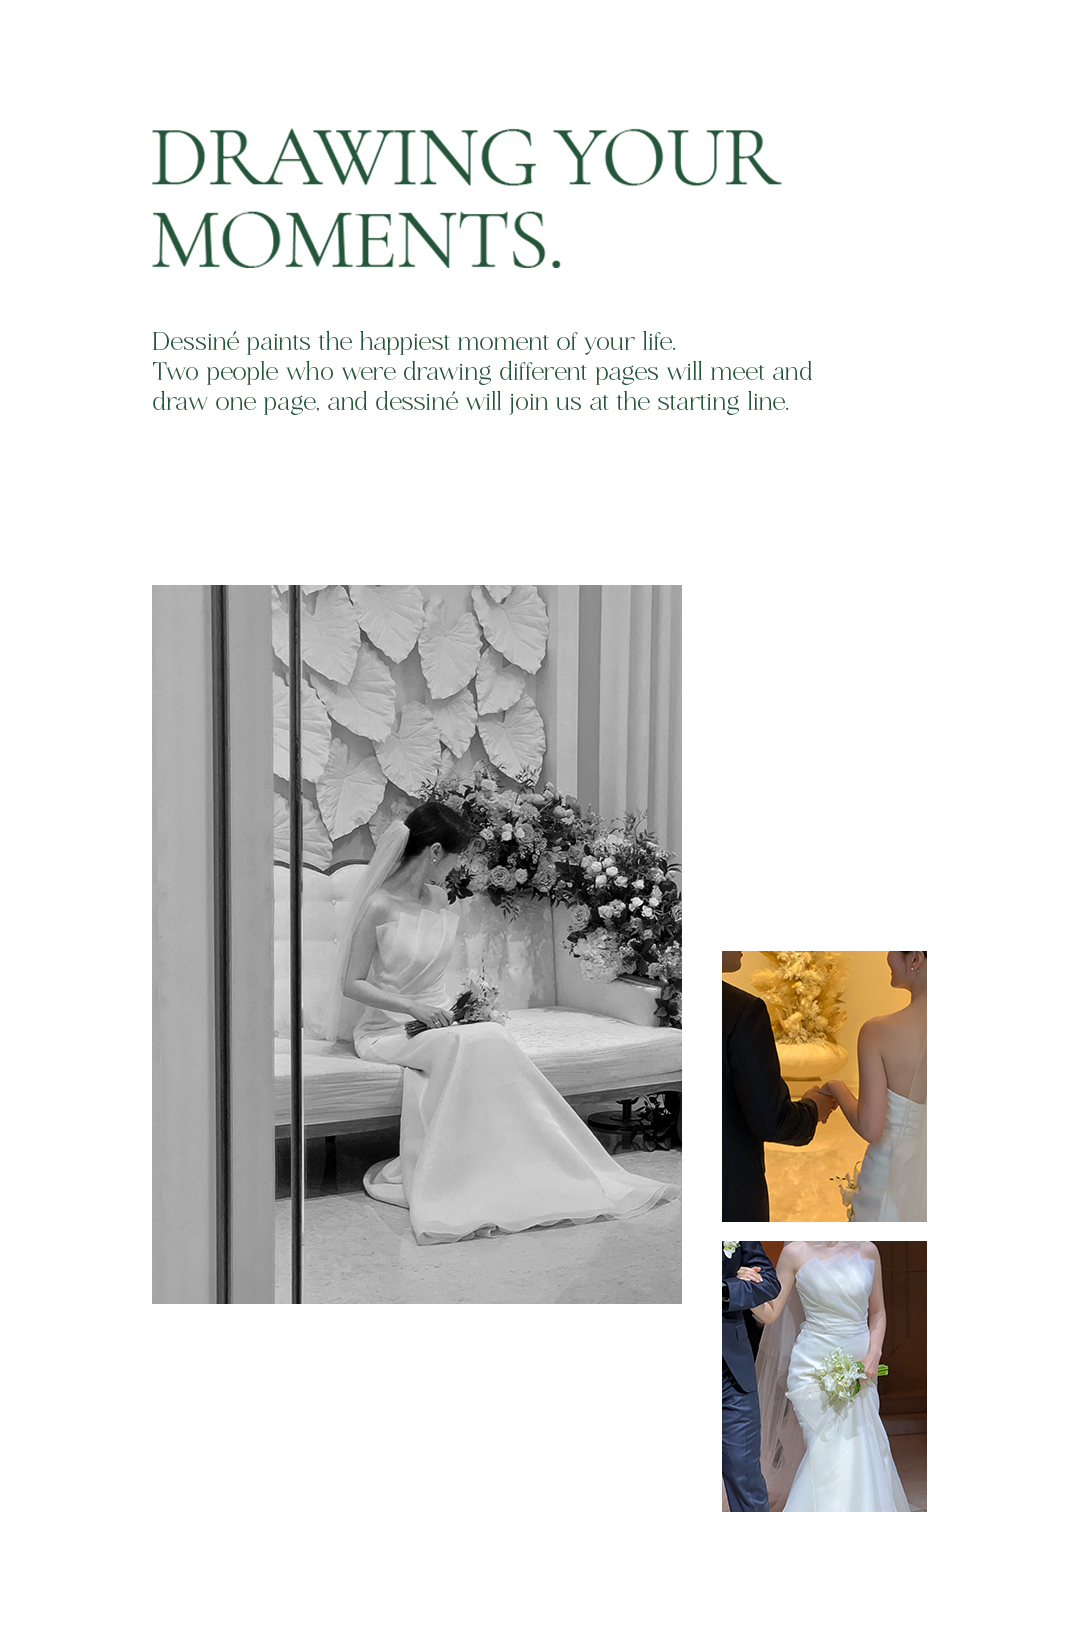 DRAWING YOUR
MOMENTS.
Dessiné paints the happiest moment of your life.
Two people who were drawing different pages will meet and
draw one page, and dessiné will join us at the starting line.